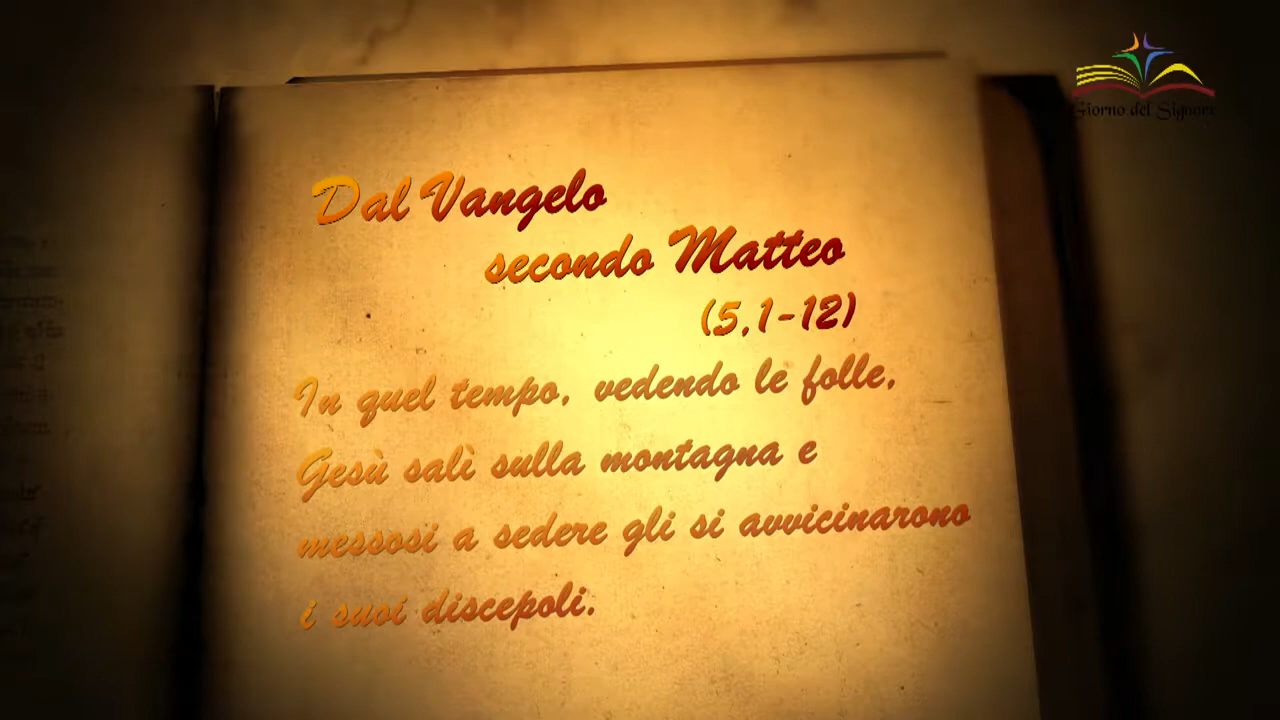 Giorno del Signore
Dal Vangelo
secondo Matteo
(5,1-12)
In quel tempo, vedendo le folle,
Gesù salì sulla montagna e
messosi a sedere gli si avvicinarono
i suoi discepoli.